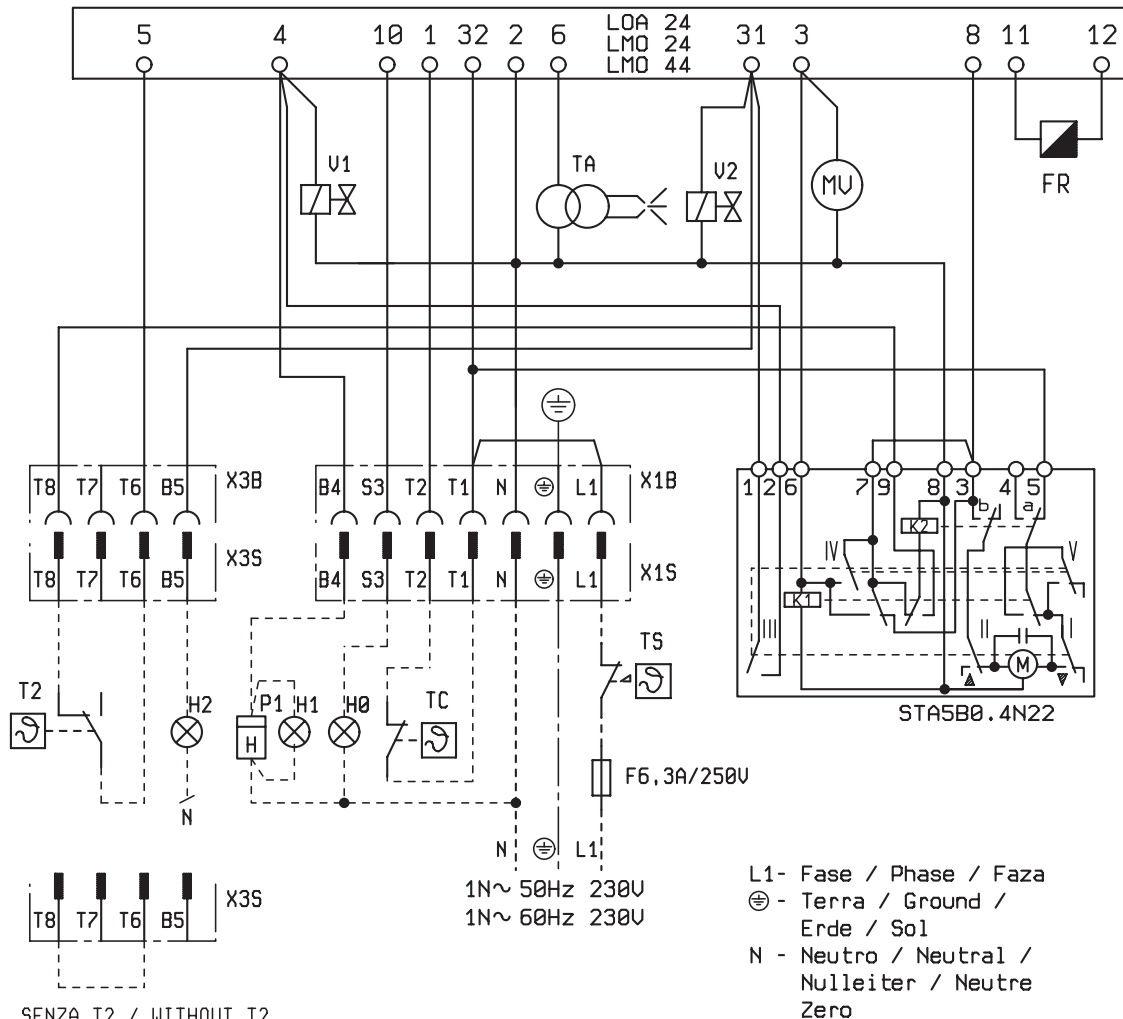 LOA 24
LMO 24
LMO 44
5 4 10 1 32 2 6 31 3 8 11 12
V1 TA V2 MV FR
T8 T7 T6 B5 X3B
B4 S3 T2 T1 N L1 X1B
1 2 6 7 9 8 3 4 5
b a
K2
IV V
K1
III II I
M
STA5B0.4N22
X3S
T8 T7 T6 B5
X1S
B4 S3 T2 T1 N L1
T2 H2 P1 H1 H0 TC TS
H
N
F6,3A/250V
N L1
1N~ 50Hz 230V
1N~ 60Hz 230V
X3S
T8 T7 T6 B5
SENZA T2 / WITHOUT T2
L1- Fase / Phase / Faza
- Terra / Ground /
Erde / Sol
N - Neutro / Neutral /
Nulleiter / Neutre
Zero